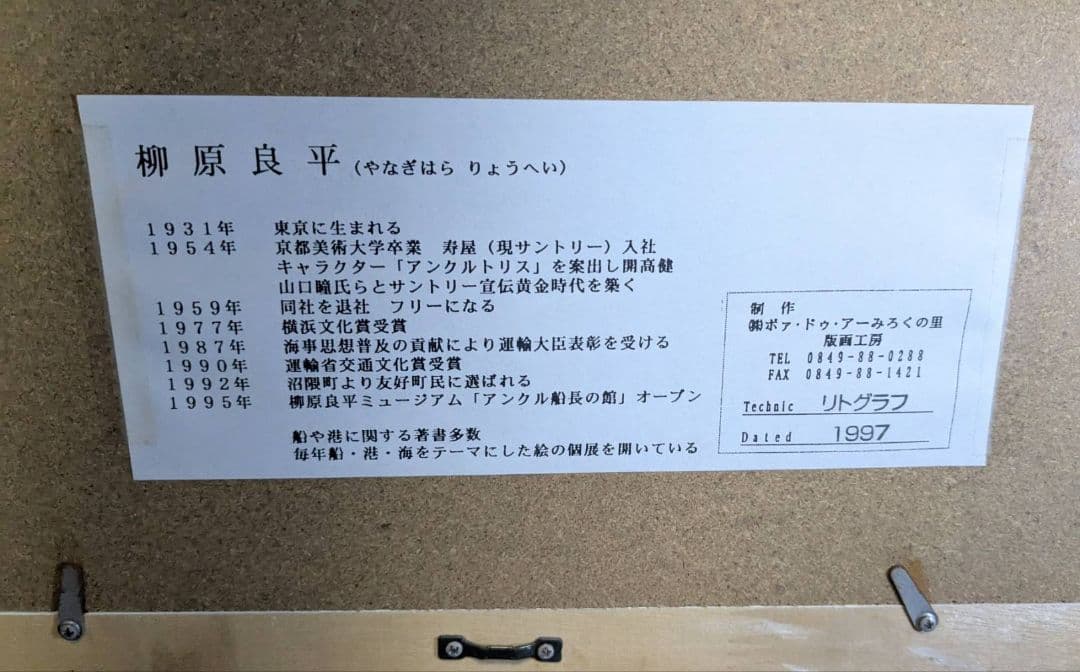 柳原良平(やなぎはら りょうへい)
1931年 東京に生まれる
1954年 京都美術大学卒業 寿屋(現サントリー)入社
キャラクター「アンクルトリス」を案出し開高健
山口瞳氏らとサントリー宣伝黄金時代を築く
1959年 同社を退社 フリーになる
1977年 横浜文化賞受賞
1987年 海事思想普及の貢献により運輸大臣表彰を受ける
1990年 運輸省交通文化賞受賞
1992年 沼隈町より友好町民に選ばれる
1995年 柳原良平ミュージアム「アンクル船長の館」オープン
船や港に関する著書多数
毎年船・港・海をテーマにした絵の個展を開いている
制作
㈱ボァ・ドゥ・アーみろくの里
版画工房
TEL 0849-88-0288
FAX 0849-88-1421
Technic リトグラフ
Dated 1997